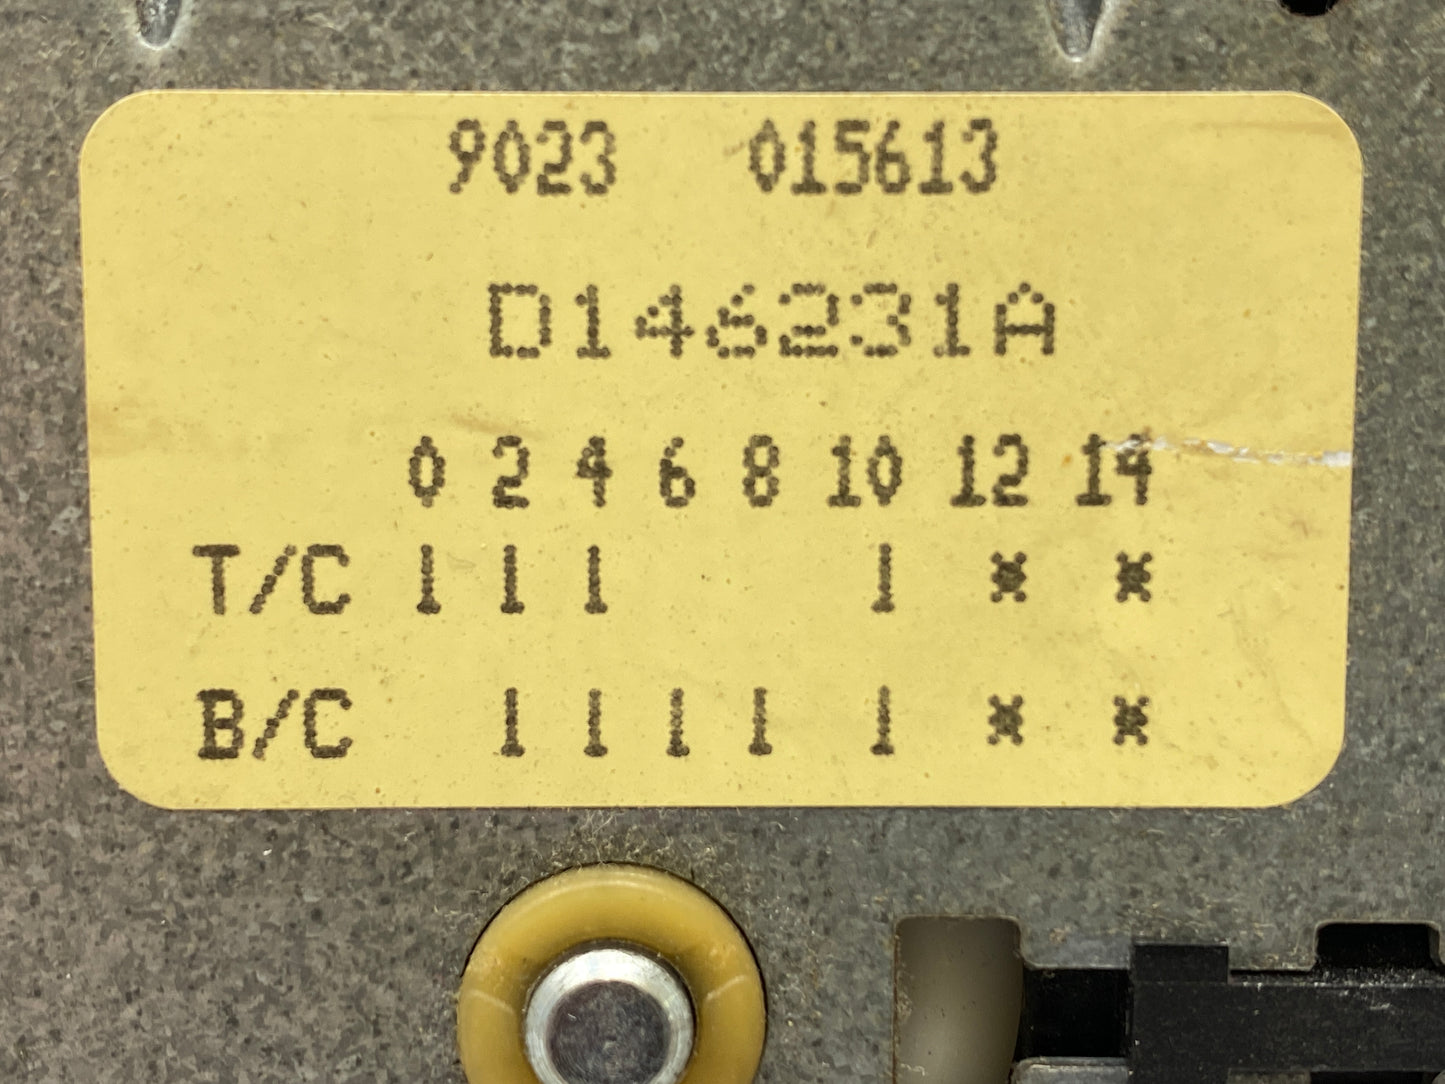 9023 015613
D146231A
0 2 4 6 8 10 12 14
T/C 1 1 1 1 * *
B/C 1 1 1 1 1 * *